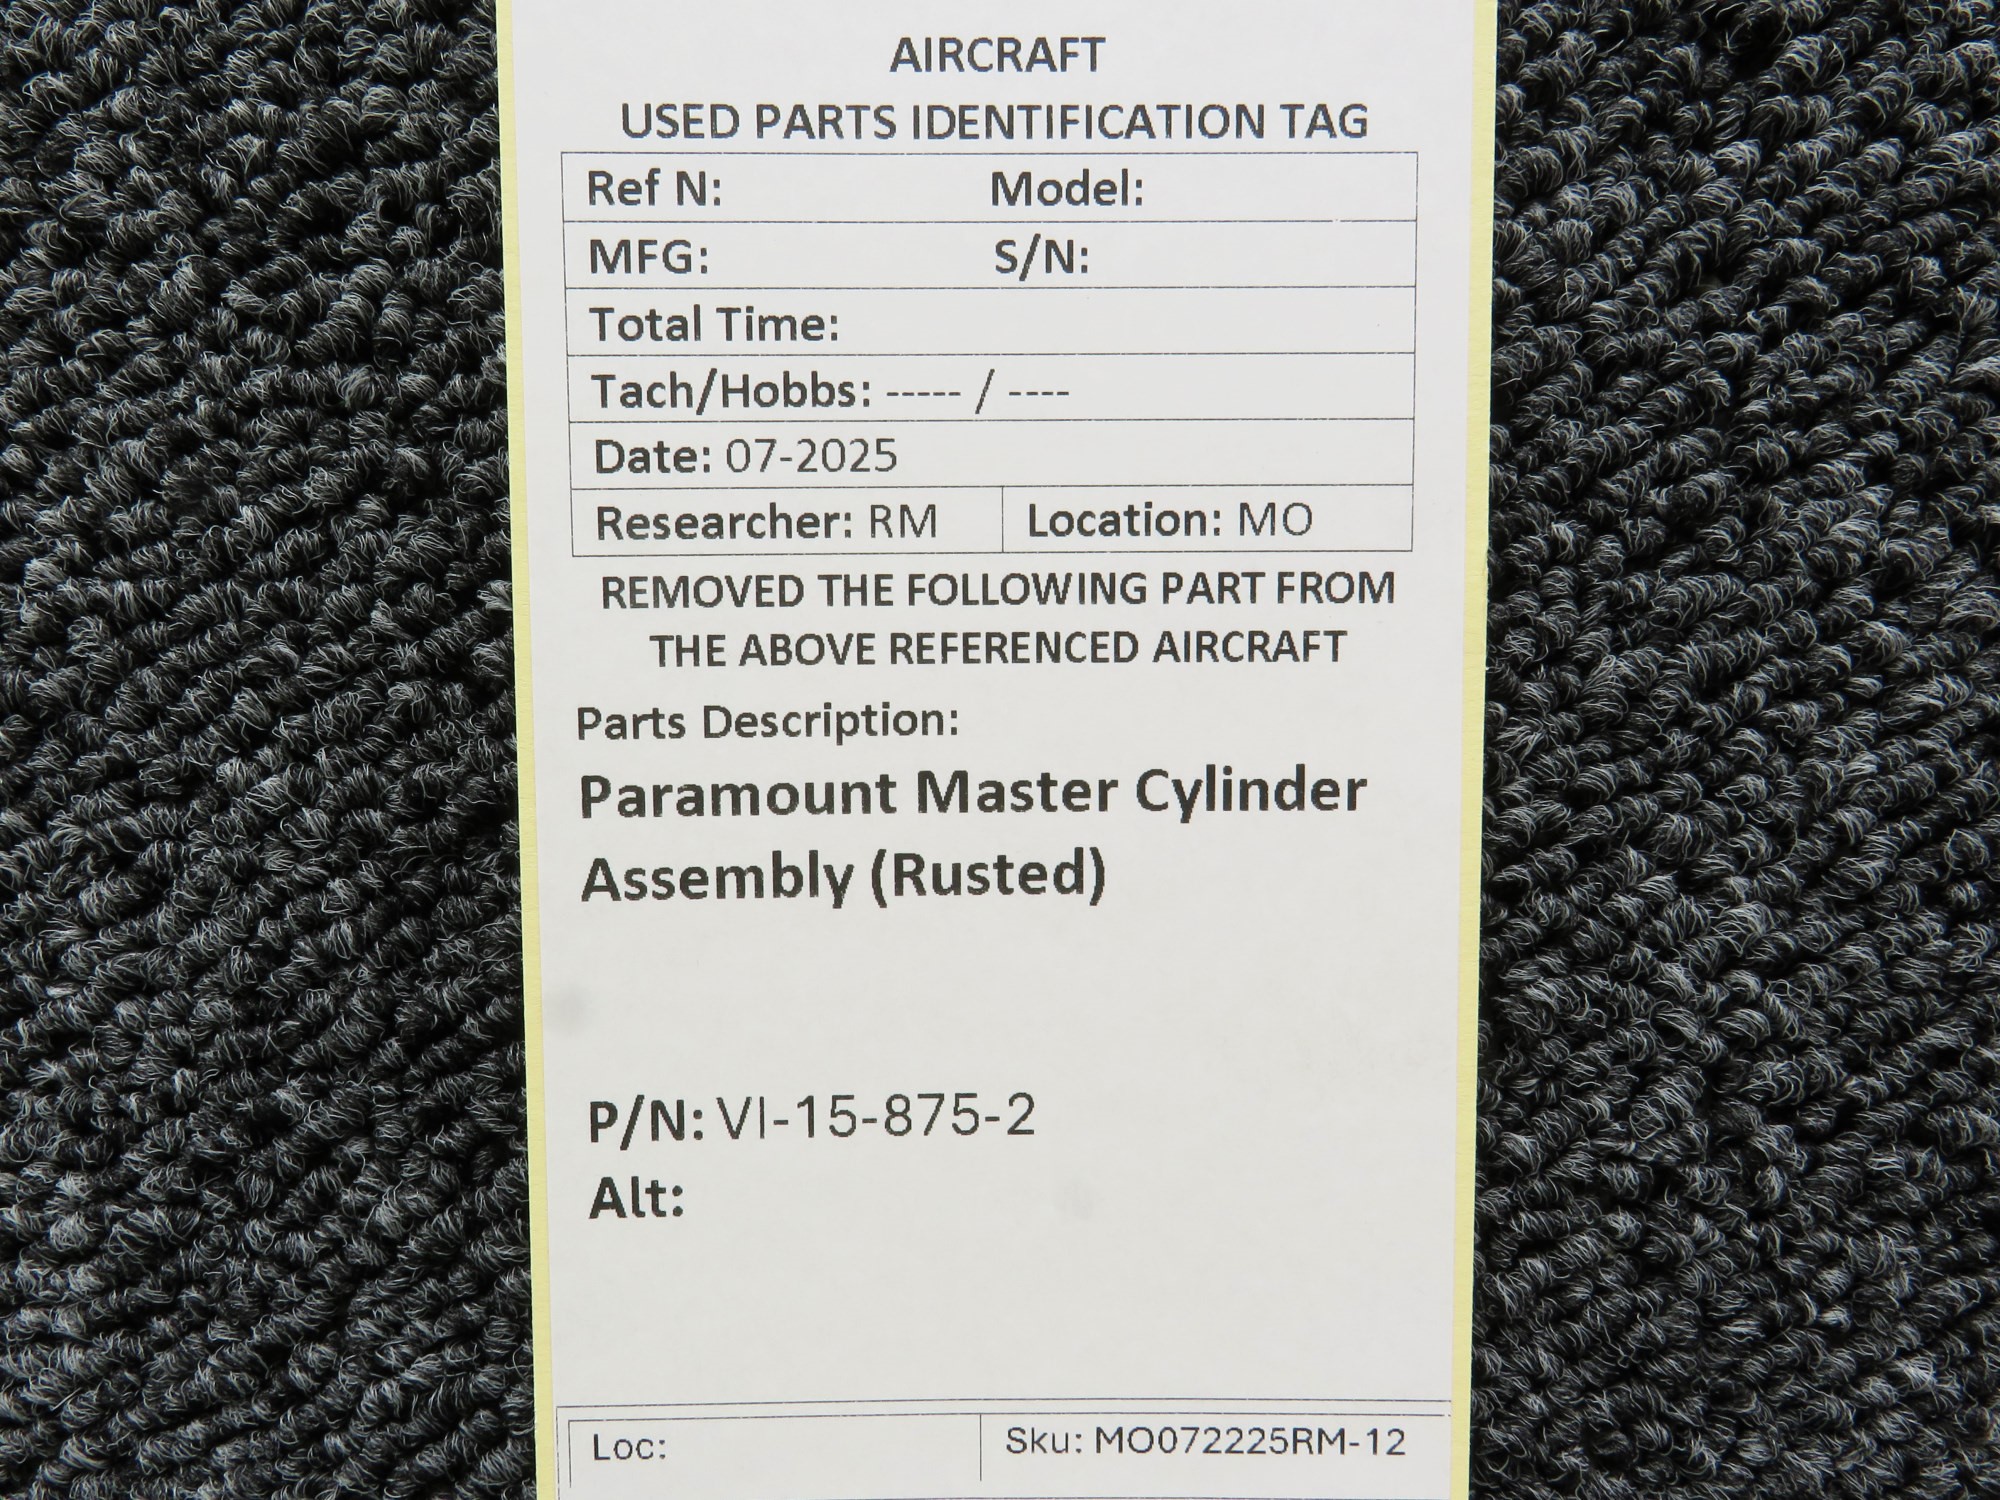 AIRCRAFT
USED PARTS IDENTIFICATION TAG
Ref N: Model:
MFG: S/N:
Total Time:
Tach/Hobbs: ----- / ----
Date: 07-2025
Researcher: RM Location: MO
REMOVED THE FOLLOWING PART FROM
THE ABOVE REFERENCED AIRCRAFT
Parts Description:
Paramount Master Cylinder
Assembly (Rusted)
P/N: VI-15-875-2
Alt:
Loc: Sku: MO072225RM-12